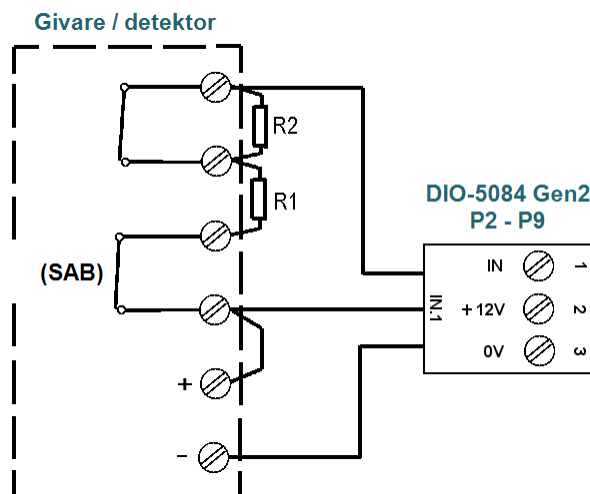 Givare / detektor
R2
R1
DIO-5084 Gen2
P2 - P9
(SAB)
IN.1
IN 1
+12V 2
0V 3
+
-